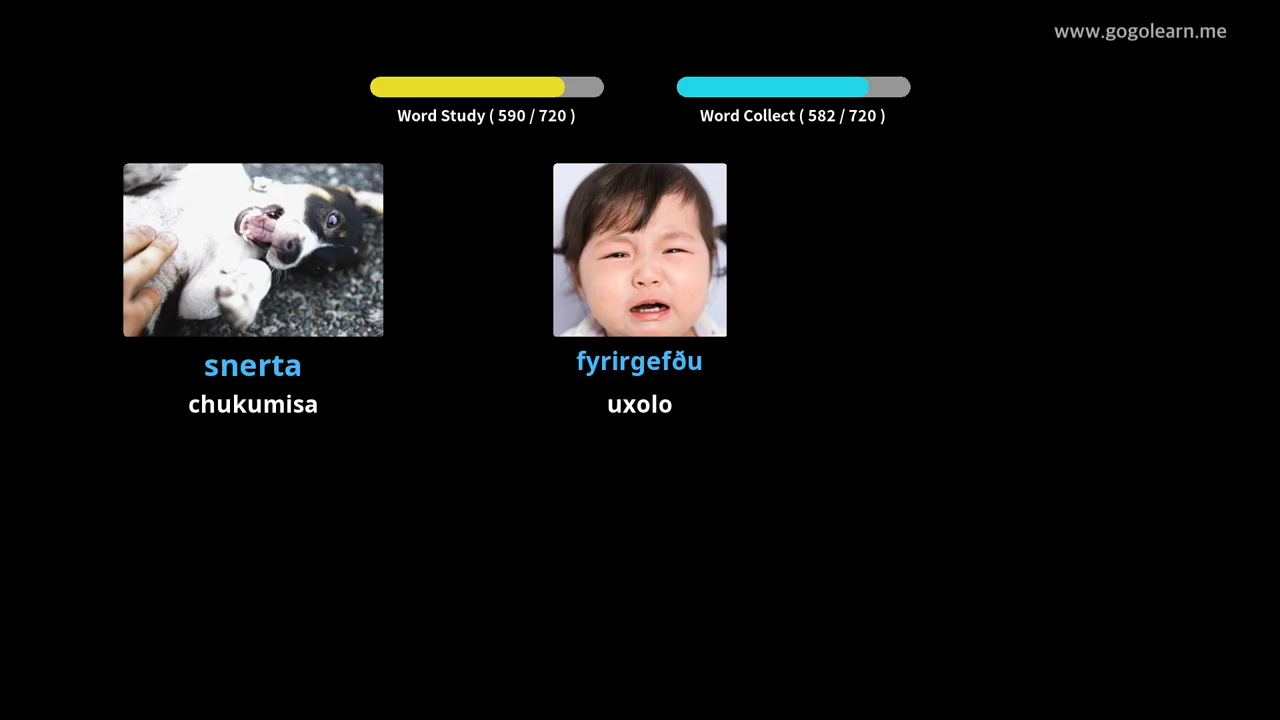 www.gogolearn.me
Word Study ( 590 / 720 )
Word Collect ( 582 / 720 )
snerta
chukumisa
fyrirgefðu
uxolo